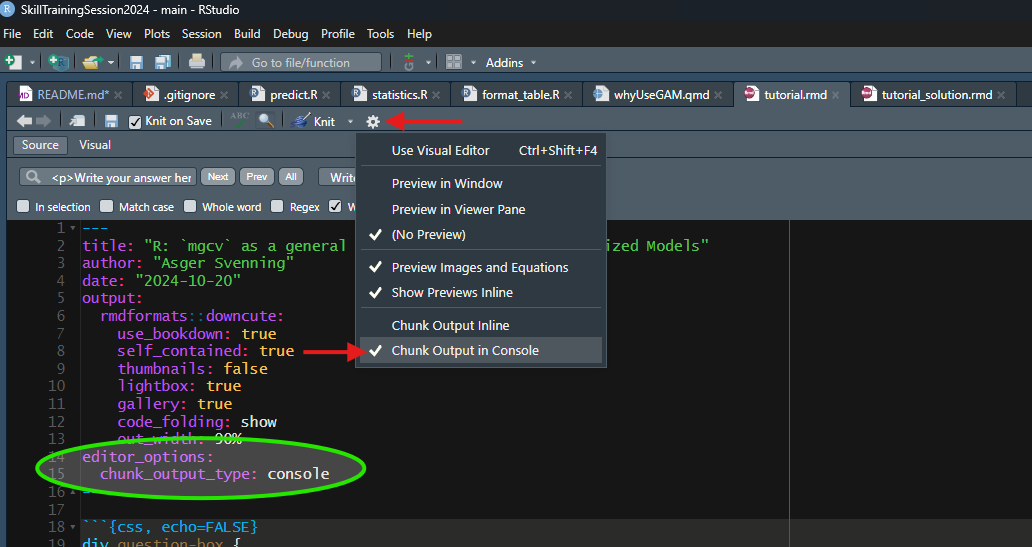 SkillTrainingSession2024 - main - RStudio
File Edit Code View Plots Session Build Debug Profile Tools Help
Go to file/function Addins
README.md* .gitignore predict.R statistics.R format_table.R whyUseGAM.qmd tutorial.rmd tutorial_solution.rmd
Knit on Save ABC Knit
Source Visual
Use Visual Editor Ctrl+Shift+F4
<p>Write your answer her Next Prev All
Preview in Window
Preview in Viewer Pane
In selection Match case Whole word Regex
(No Preview)
Preview Images and Equations
Show Previews Inline
Chunk Output Inline
Chunk Output in Console
1 ---
2 title: "R: `mgcv` as a general ized Models"
3 author: "Asger Svenning"
4 date: "2024-10-20"
5 output:
6 rmdformats::downcute:
7 use_bookdown: true
8 self_contained: true
9 thumbnails: false
10 lightbox: true
11 gallery: true
12 code_folding: show
13 out_width: 90%
14 editor_options:
15 chunk_output_type: console
16
17
18 ```{css, echo=FALSE}
19 div.question-box {